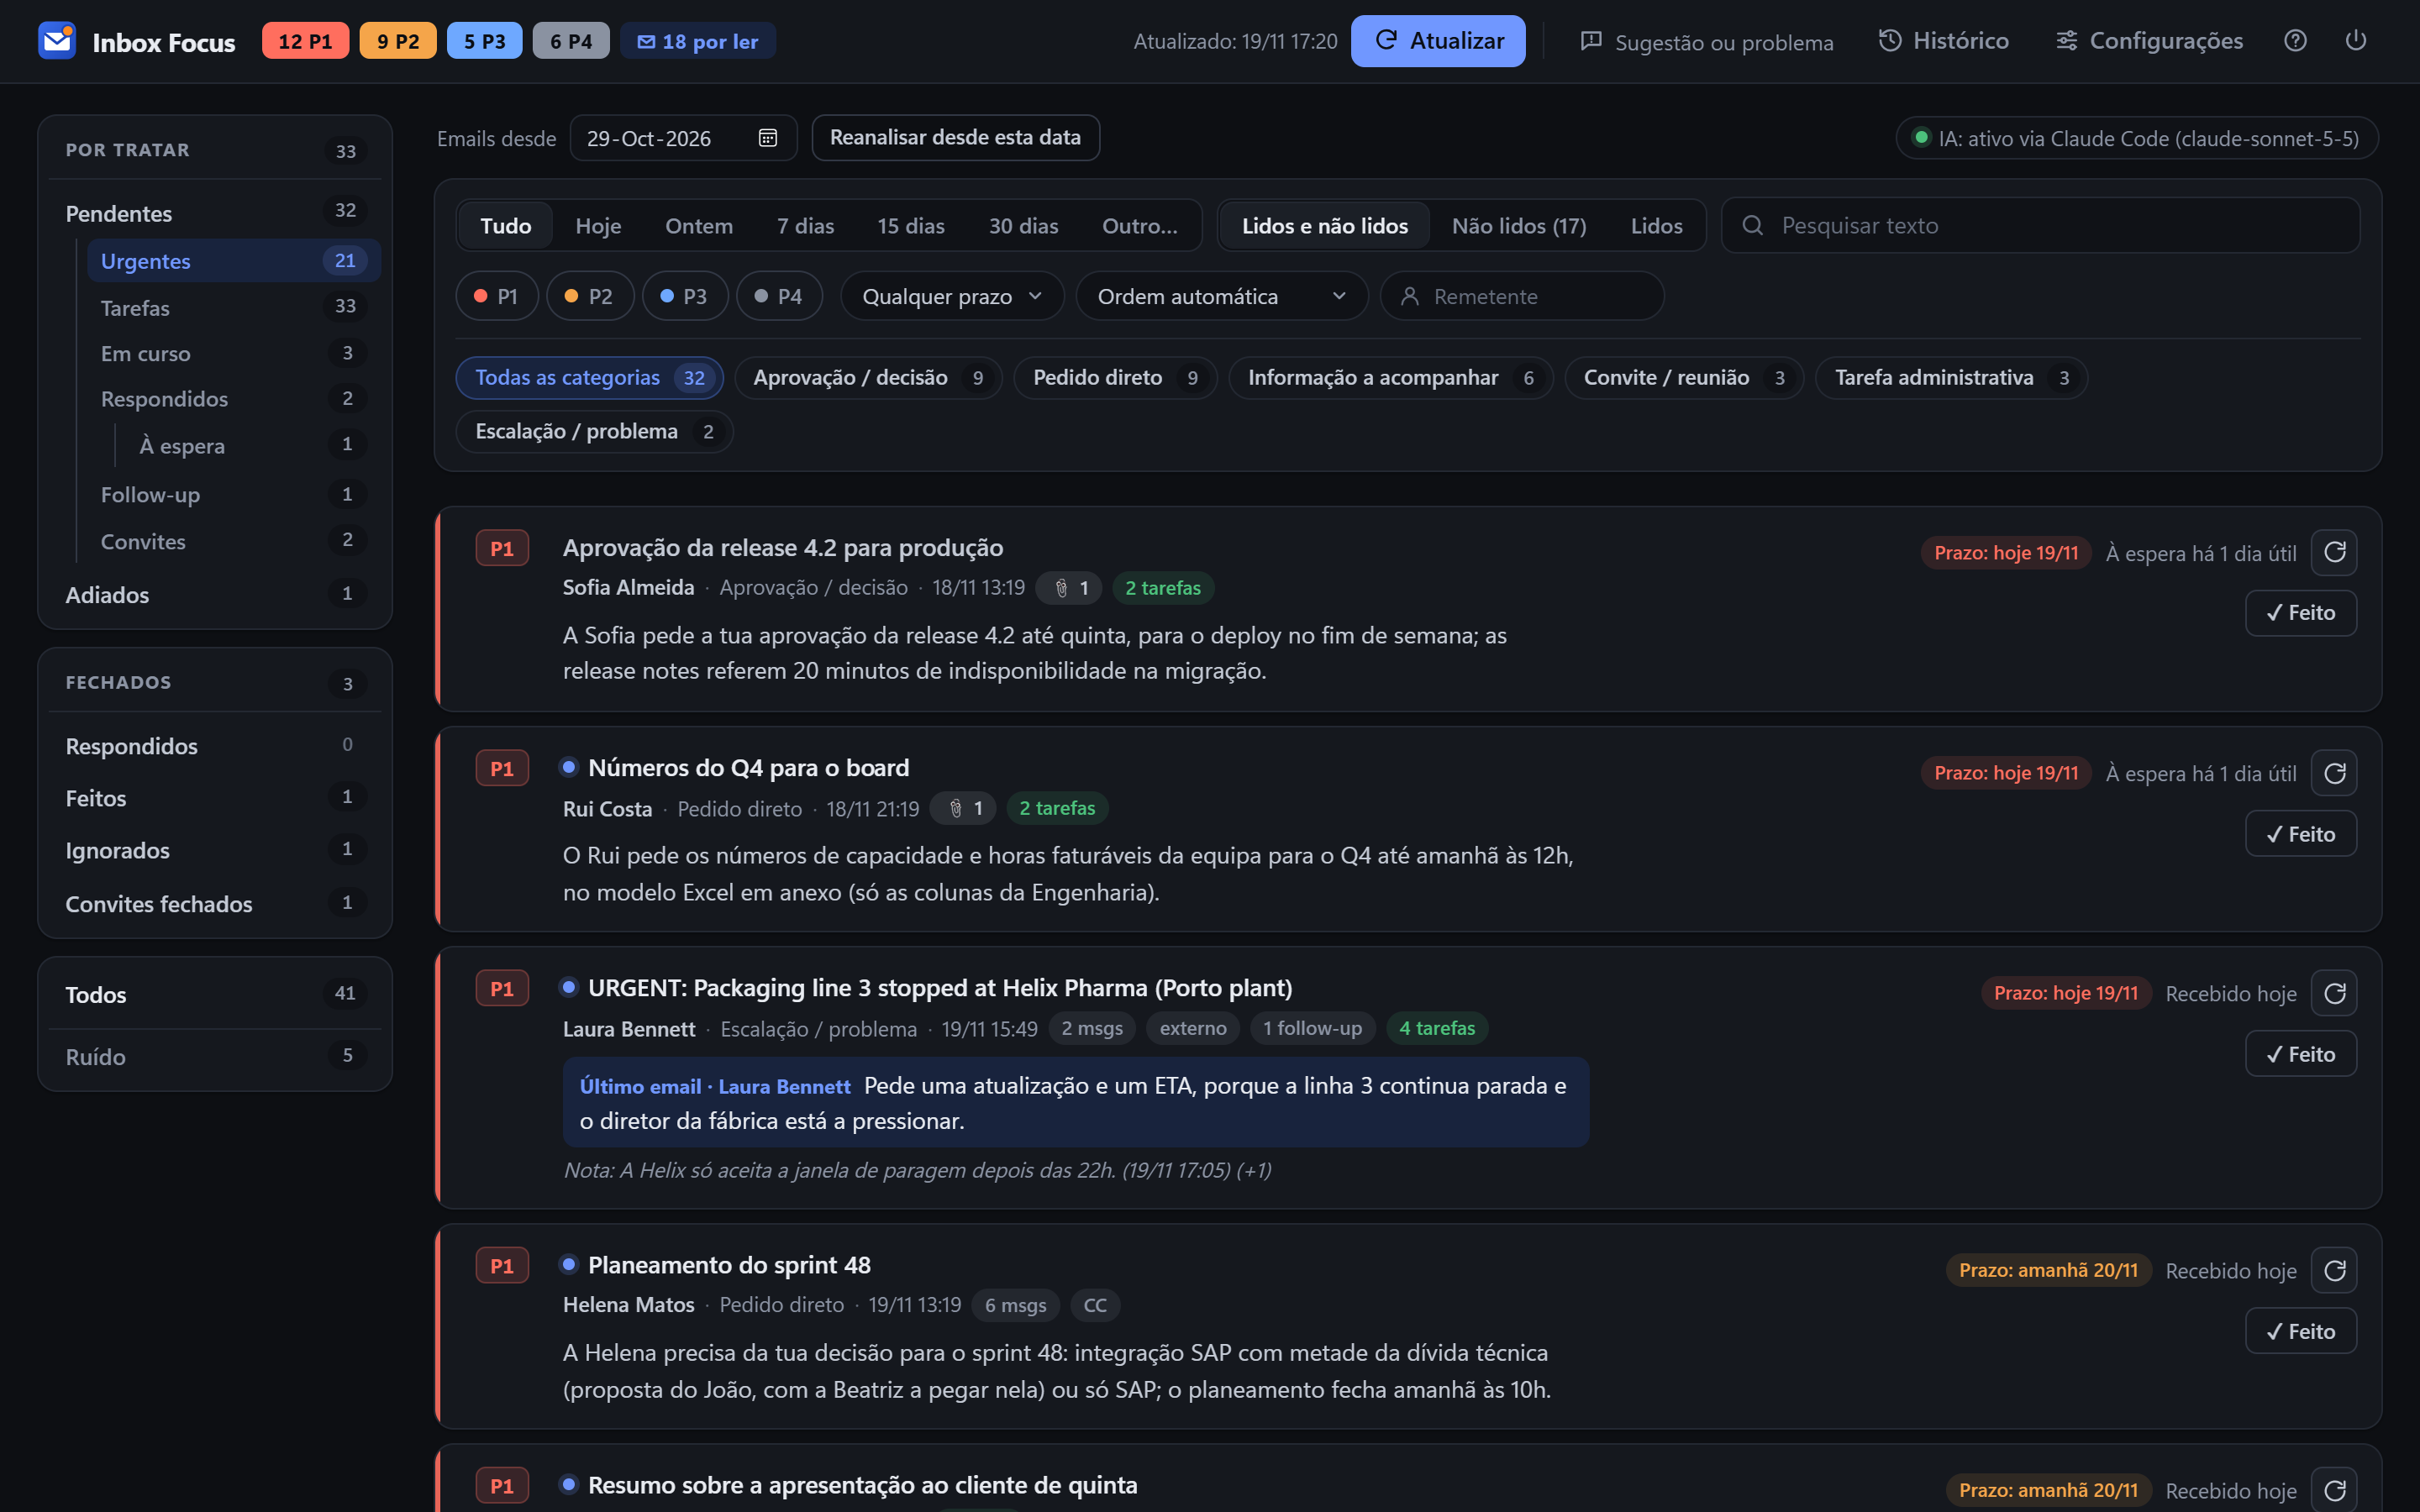 Inbox Focus 12 P1 9 P2 5 P3 6 P4 18 por ler Atualizado: 19/11 17:20 Atualizar Sugestão ou problema Histórico Configurações
POR TRATAR 33
Pendentes 32
Urgentes 21
Tarefas 33
Em curso 3
Respondidos 2
À espera 1
Follow-up 1
Convites 2
Adiados 1
FECHADOS 3
Respondidos 0
Feitos 1
Ignorados 1
Convites fechados 1
Todos 41
Ruído 5
Emails desde 29-Oct-2026 Reanalisar desde esta data IA: ativo via Claude Code (claude-sonnet-5-5)
Tudo Hoje Ontem 7 dias 15 dias 30 dias Outro... Lidos e não lidos Não lidos (17) Lidos Pesquisar texto
P1 P2 P3 P4 Qualquer prazo Ordem automática Remetente
Todas as categorias 32 Aprovação / decisão 9 Pedido direto 9 Informação a acompanhar 6 Convite / reunião 3 Tarefa administrativa 3
Escalação / problema 2
P1 Aprovação da release 4.2 para produção Prazo: hoje 19/11 À espera há 1 dia útil
Sofia Almeida · Aprovação / decisão · 18/11 13:19 1 2 tarefas
✓ Feito
A Sofia pede a tua aprovação da release 4.2 até quinta, para o deploy no fim de semana; as
release notes referem 20 minutos de indisponibilidade na migração.
P1 Números do Q4 para o board Prazo: hoje 19/11 À espera há 1 dia útil
Rui Costa · Pedido direto · 18/11 21:19 1 2 tarefas
✓ Feito
O Rui pede os números de capacidade e horas faturáveis da equipa para o Q4 até amanhã às 12h,
no modelo Excel em anexo (só as colunas da Engenharia).
P1 URGENT: Packaging line 3 stopped at Helix Pharma (Porto plant) Prazo: hoje 19/11 Recebido hoje
Laura Bennett · Escalação / problema · 19/11 15:49 2 msgs externo 1 follow-up 4 tarefas
✓ Feito
Último email · Laura Bennett Pede uma atualização e um ETA, porque a linha 3 continua parada e
o diretor da fábrica está a pressionar.
Nota: A Helix só aceita a janela de paragem depois das 22h. (19/11 17:05) (+1)
P1 Planeamento do sprint 48 Prazo: amanhã 20/11 Recebido hoje
Helena Matos · Pedido direto · 19/11 13:19 6 msgs CC
✓ Feito
A Helena precisa da tua decisão para o sprint 48: integração SAP com metade da dívida técnica
(proposta do João, com a Beatriz a pegar nela) ou só SAP; o planeamento fecha amanhã às 10h.
P1 Resumo sobre a apresentação ao cliente de quinta Prazo: amanhã 20/11 Recebido hoje